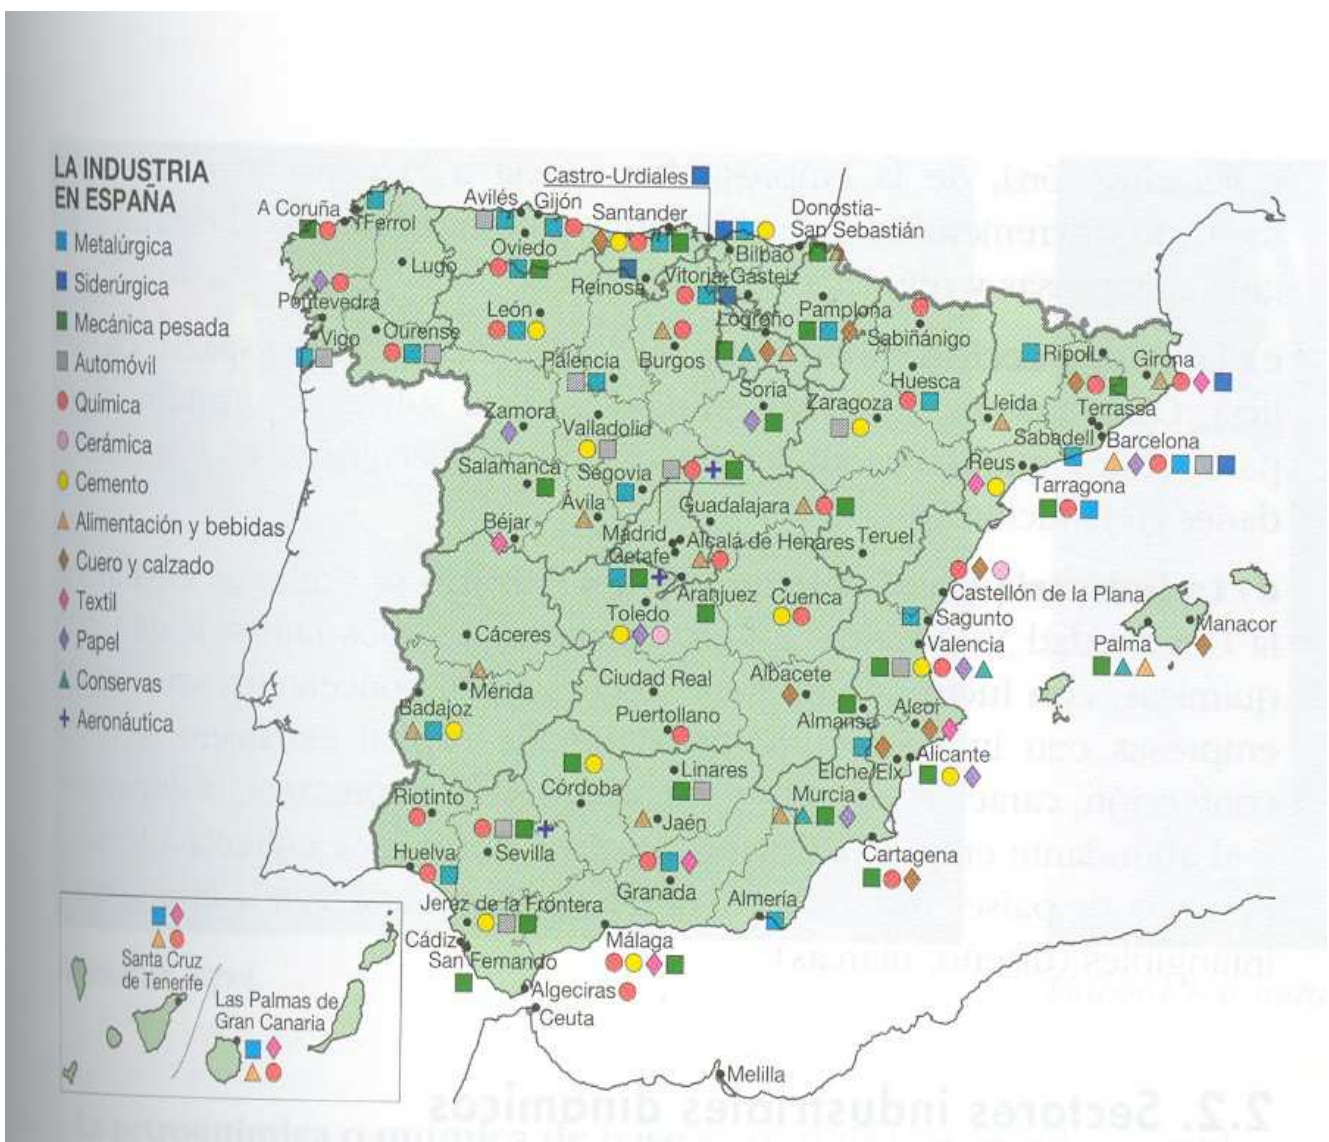 LA INDUSTRIA
EN ESPAÑA
Metalúrgica
Siderúrgica
Mecánica pesada
Automóvil
Química
Cerámica
Cemento
Alimentación y bebidas
Cuero y calzado
Textil
Papel
Conservas
Aeronáutica
Castro-Urdiales
A Coruña
Ferrol
Avilés
Gijón
Santander
Donostia-
San Sebastián
Oviedo
Bilbao
Lugo
Reinosa
Vitoria-Gasteiz
Pontevedra
León
Logroño
Pamplona
Sabiñánigo
Vigo
Ourense
Burgos
Ripoll
Girona
Palencia
Huesca
Soria
Zaragoza
Lleida
Terrassa
Zamora
Valladolid
Sabadell
Barcelona
Salamanca
Segovia
Reus
Tarragona
Ávila
Guadalajara
Béjar
Madrid
Alcalá de Henares
Teruel
Getafe
Aranjuez
Cuenca
Castellón de la Plana
Toledo
Sagunto
Cáceres
Valencia
Palma
Manacor
Mérida
Ciudad Real
Albacete
Badajoz
Puertollano
Almansa
Alcoi
Alicante
Linares
Elche/Elx
Riotinto
Córdoba
Murcia
Jaén
Sevilla
Cartagena
Huelva
Granada
Almería
Jerez de la Frontera
Cádiz
San Fernando
Málaga
Algeciras
Ceuta
Melilla
Santa Cruz
de Tenerife
Las Palmas de
Gran Canaria
2.2. Sectores industriales dinámicos